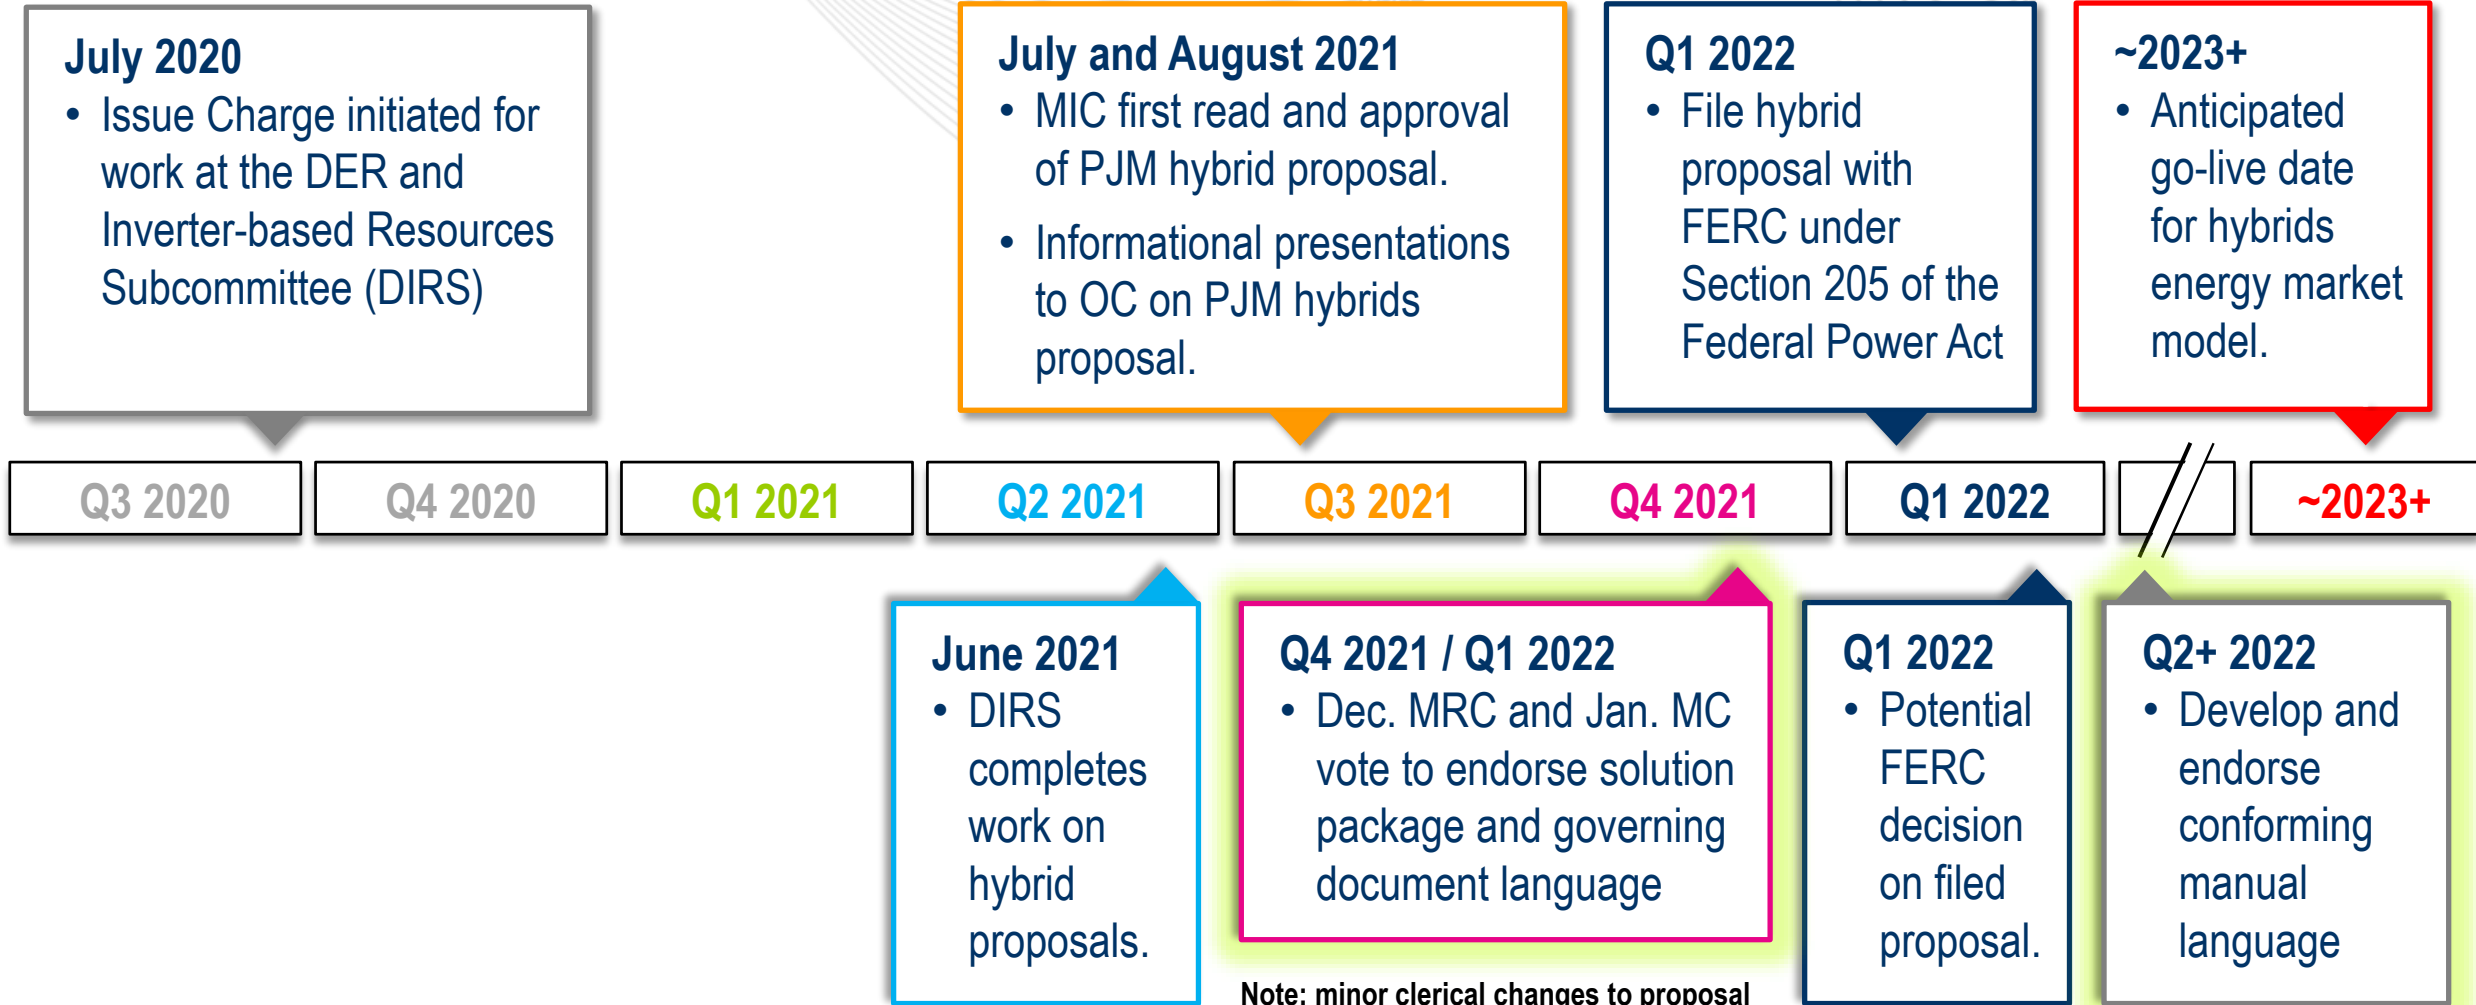 July 2020
• Issue Charge initiated for
work at the DER and
Inverter-based Resources
Subcommittee (DIRS)
July and August 2021
• MIC first read and approval
of PJM hybrid proposal.
• Informational presentations
to OC on PJM hybrids
proposal.
Q1 2022
• File hybrid
proposal with
FERC under
Section 205 of the
Federal Power Act
~2023+
• Anticipated
go-live date
for hybrids
energy market
model.
Q3 2020
Q4 2020
Q1 2021
Q2 2021
Q3 2021
Q4 2021
Q1 2022
~2023+
June 2021
• DIRS
completes
work on
hybrid
proposals.
Q4 2021 / Q1 2022
• Dec. MRC and Jan. MC
vote to endorse solution
package and governing
document language
Note: minor clerical changes to proposal
Q1 2022
• Potential
FERC
decision
on filed
proposal.
Q2+ 2022
• Develop and
endorse
conforming
manual
language